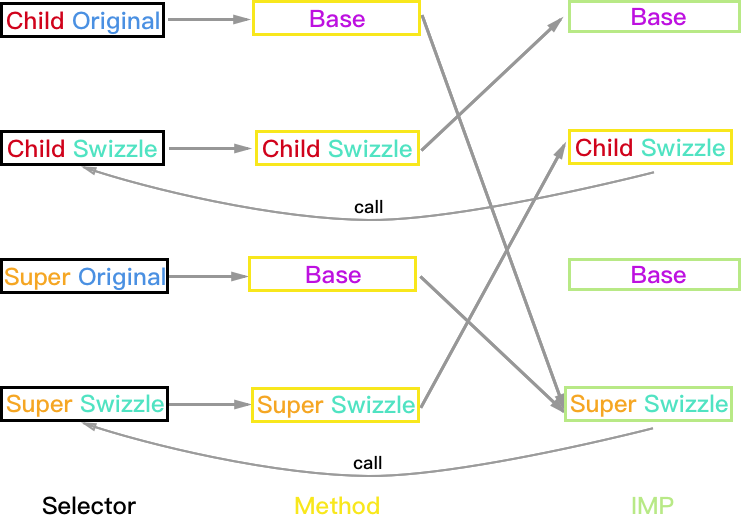 Child Original Base Base
Child Swizzle Child Swizzle Child Swizzle
call
Super Original Base Base
Super Swizzle Super Swizzle Super Swizzle
call
Selector Method IMP